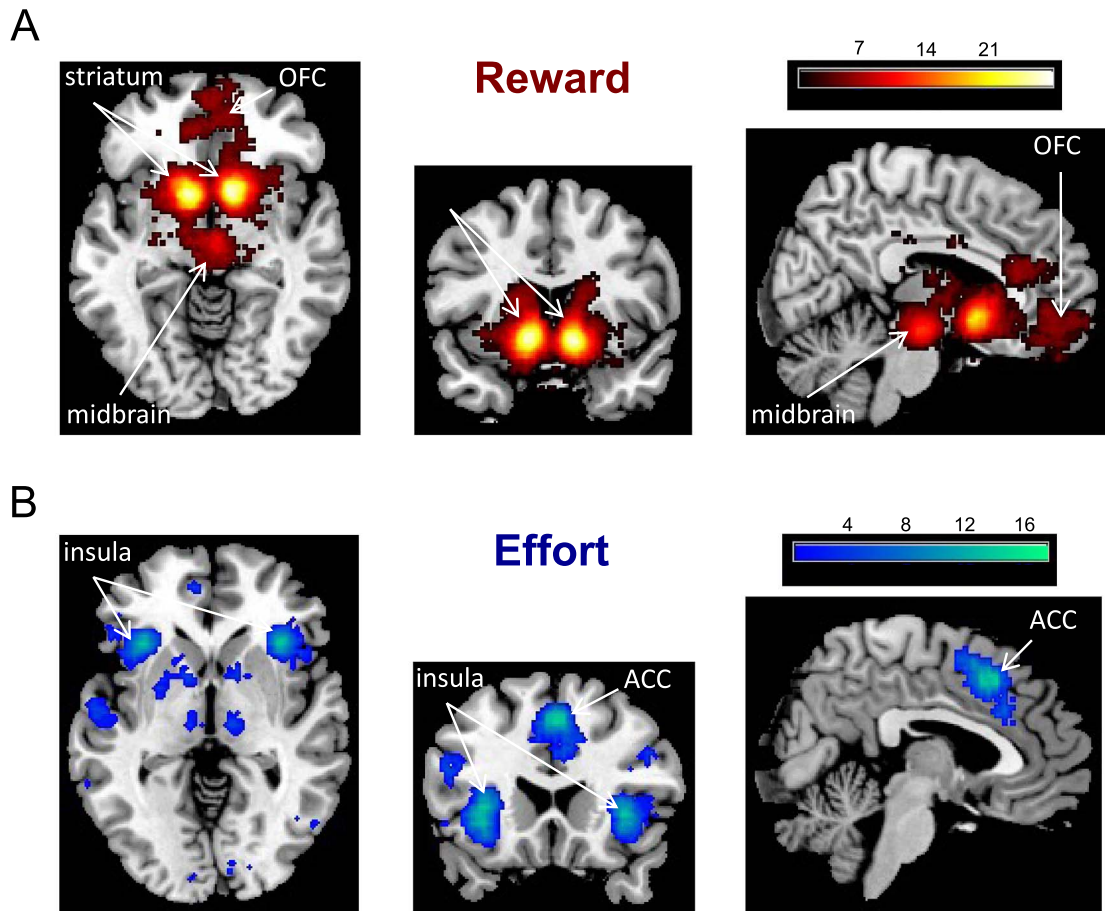 A
striatum
OFC
Reward
7 14 21
OFC
midbrain
midbrain
B
insula
Effort
4 8 12 16
ACC
insula
ACC